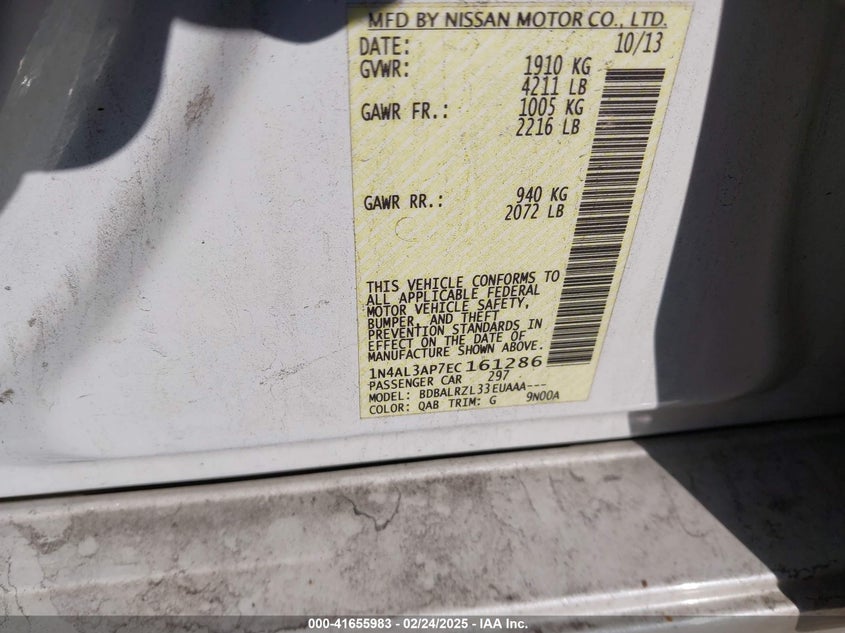 MFD BY NISSAN MOTOR CO., LTD.
DATE: 10/13
GVWR: 1910 KG
4211 LB
GAWR FR.: 1005 KG
2216 LB
GAWR RR.: 940 KG
2072 LB
THIS VEHICLE CONFORMS TO
ALL APPLICABLE FEDERAL
MOTOR VEHICLE SAFETY,
BUMPER, AND THEFT
PREVENTION STANDARDS IN
EFFECT ON THE DATE OF
MANUFACTURE SHOWN ABOVE.
1N4AL3AP7EC161286
PASSENGER CAR 297
MODEL: BDBALRZL33EUAAA---
COLOR: QAB TRIM: G 9N00A
000-41655983 - 02/24/2025 - IAA Inc.